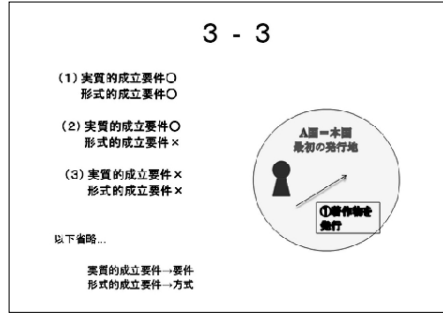 3 - 3
(1) 実質的成立要件○
形式的成立要件○
(2) 実質的成立要件○
形式的成立要件×
(3) 実質的成立要件×
形式的成立要件×
以下省略...
実質的成立要件→要件
形式的成立要件→方式
A国=本国
最初の発行地
①著作物を
発行